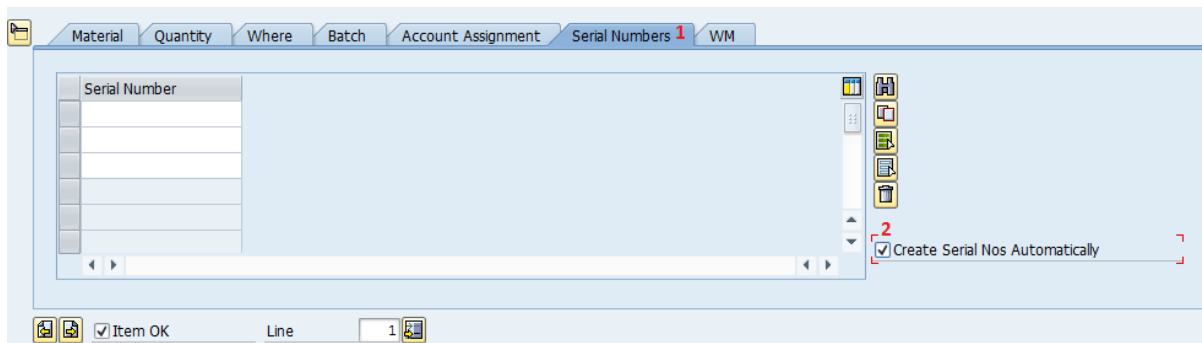 Material Quantity Where Batch Account Assignment Serial Numbers 1 WM
Serial Number
2
Create Serial Nos Automatically
Item OK Line 1